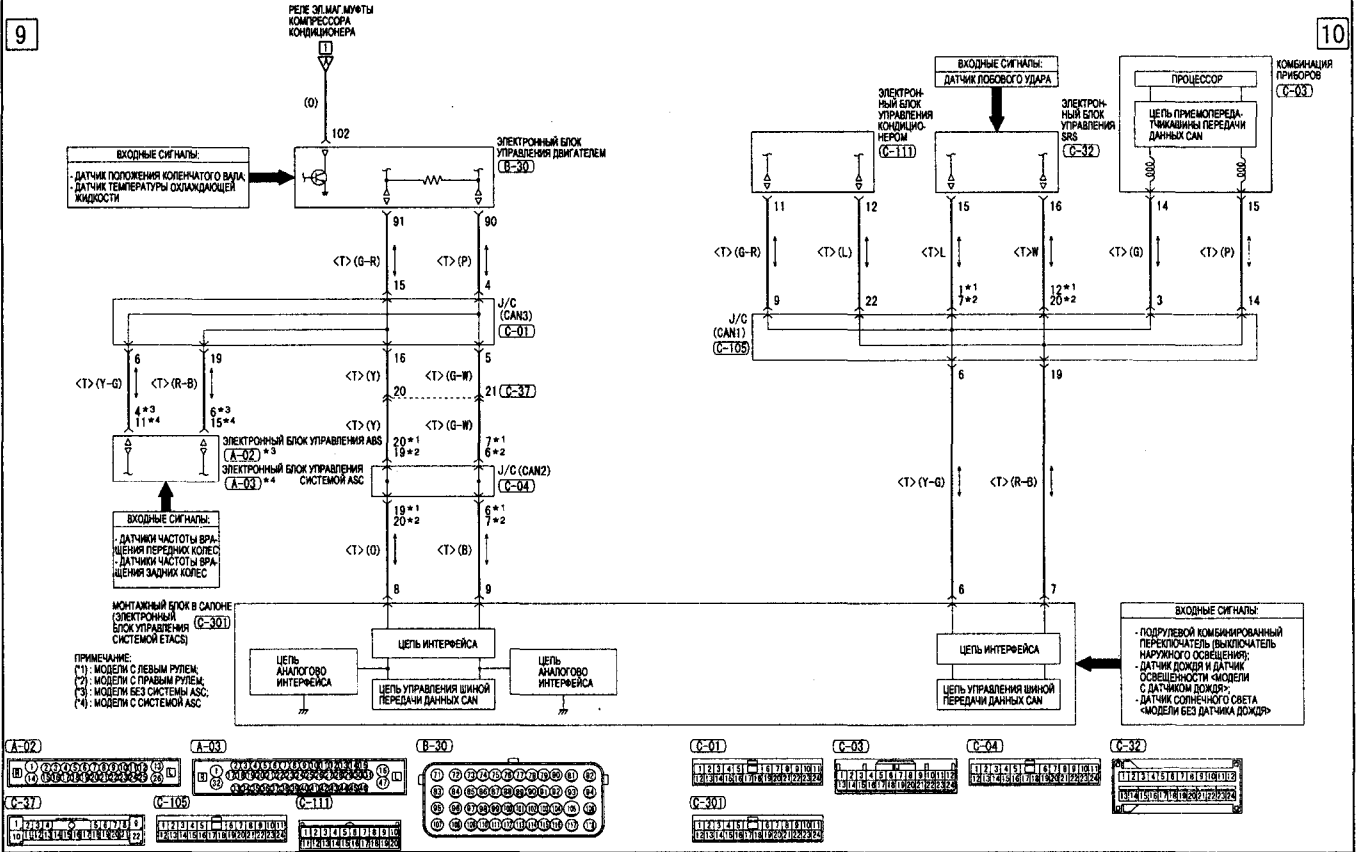 9
РЕЛЕ ЭЛ.МАГ.МУФТЫ
КОМПРЕССОРА
КОНДИЦИОНЕРА
1
(O)
102
ВХОДНЫЕ СИГНАЛЫ:
- ДАТЧИК ПОЛОЖЕНИЯ КОЛЕНЧАТОГО ВАЛА;
- ДАТЧИК ТЕМПЕРАТУРЫ ОХЛАЖДАЮЩЕЙ
ЖИДКОСТИ
ЭЛЕКТРОННЫЙ БЛОК
УПРАВЛЕНИЯ ДВИГАТЕЛЕМ
B-30
91
90
<T>(G-R)
<T>(P)
15
4
J/C
(CAN3)
C-01
6
19
16
5
<T>(Y-G)
<T>(R-B)
<T>(Y)
<T>(G-W)
20
21
C-37
4*3
11*4
6*3
15*4
<T>(Y)
<T>(G-W)
ЭЛЕКТРОННЫЙ БЛОК УПРАВЛЕНИЯ ABS
A-02 *3
ЭЛЕКТРОННЫЙ БЛОК УПРАВЛЕНИЯ
СИСТЕМОЙ ASC
A-03 *4
20*1
19*2
7*1
6*2
J/C (CAN2)
C-04
19*1
20*2
6*1
7*2
ВХОДНЫЕ СИГНАЛЫ:
- ДАТЧИКИ ЧАСТОТЫ ВРА-
ЩЕНИЯ ПЕРЕДНИХ КОЛЕС
- ДАТЧИКИ ЧАСТОТЫ ВРА-
ЩЕНИЯ ЗАДНИХ КОЛЕС
<T>(O)
<T>(B)
8
9
МОНТАЖНЫЙ БЛОК В САЛОНЕ
(ЭЛЕКТРОННЫЙ
БЛОК УПРАВЛЕНИЯ
СИСТЕМОЙ ETACS)
C-301
ЦЕПЬ ИНТЕРФЕЙСА
ЦЕПЬ
АНАЛОГОВО
ИНТЕРФЕЙСА
ЦЕПЬ УПРАВЛЕНИЯ ШИНОЙ
ПЕРЕДАЧИ ДАННЫХ CAN
ЦЕПЬ
АНАЛОГОВО
ИНТЕРФЕЙСА
ПРИМЕЧАНИЕ:
(*1) : МОДЕЛИ С ЛЕВЫМ РУЛЕМ;
(*2) : МОДЕЛИ С ПРАВЫМ РУЛЕМ;
(*3) : МОДЕЛИ БЕЗ СИСТЕМЫ ASC;
(*4) : МОДЕЛИ С СИСТЕМОЙ ASC
10
ВХОДНЫЕ СИГНАЛЫ:
ДАТЧИК ЛОБОВОГО УДАРА
ЭЛЕКТРОН-
НЫЙ БЛОК
УПРАВЛЕНИЯ
КОНДИЦИО-
НЕРОМ
C-111
ЭЛЕКТРОН-
НЫЙ БЛОК
УПРАВЛЕНИЯ
SRS
C-32
ПРОЦЕССОР
ЦЕПЬ ПРИЕМОПЕРЕДА-
ТЧИКАШИНЫ ПЕРЕДАЧИ
ДАННЫХ CAN
КОМБИНАЦИЯ
ПРИБОРОВ
C-03
11
12
15
16
14
15
<T>(G-R)
<T>(L)
<T>L
<T>W
<T>(G)
<T>(P)
9
22
1*1
7*2
12*1
20*2
3
14
J/C
(CAN1)
C-105
6
19
<T>(Y-G)
<T>(R-B)
6
7
ЦЕПЬ ИНТЕРФЕЙСА
ЦЕПЬ УПРАВЛЕНИЯ ШИНОЙ
ПЕРЕДАЧИ ДАННЫХ CAN
ВХОДНЫЕ СИГНАЛЫ:
- ПОДРУЛЕВОЙ КОМБИНИРОВАННЫЙ
ПЕРЕКЛЮЧАТЕЛЬ (ВЫКЛЮЧАТЕЛЬ
НАРУЖНОГО ОСВЕЩЕНИЯ);
- ДАТЧИК ДОЖДЯ И ДАТЧИК
ОСВЕЩЕННОСТИ <МОДЕЛИ
С ДАТЧИКОМ ДОЖДЯ>;
- ДАТЧИК СОЛНЕЧНОГО СВЕТА
<МОДЕЛИ БЕЗ ДАТЧИКА ДОЖДЯ>
A-02
A-03
B-30
C-01
C-03
C-04
C-32
C-37
C-105
C-111
C-301